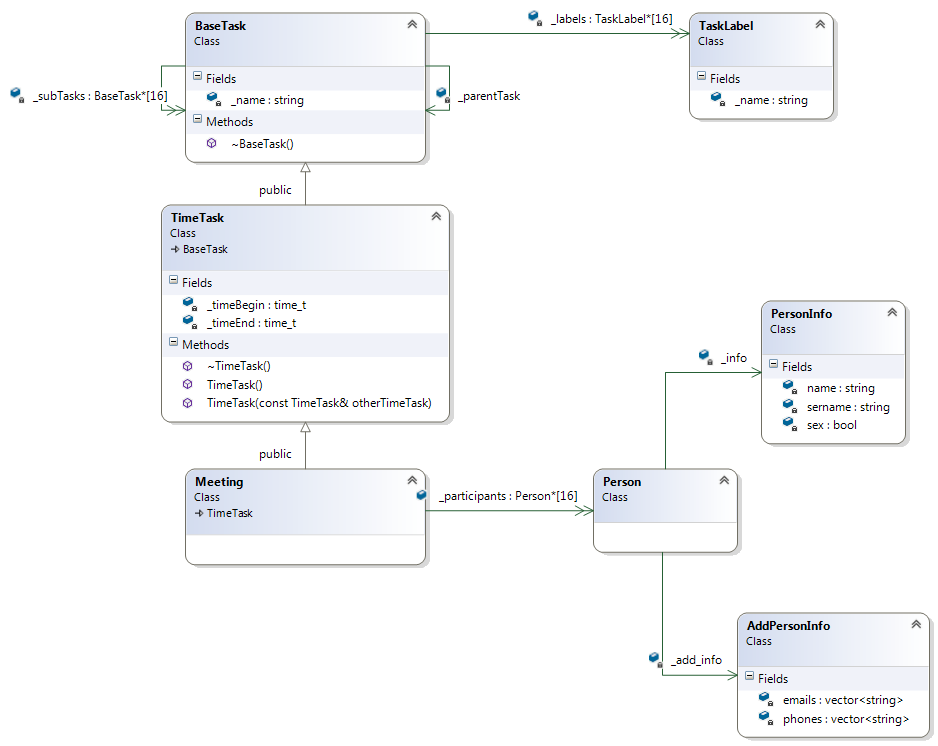 BaseTask
Class
Fields
_name : string
Methods
~BaseTask()
_labels : TaskLabel*[16]
TaskLabel
Class
Fields
_name : string
_subTasks : BaseTask*[16]
_parentTask
public
TimeTask
Class
BaseTask
Fields
_timeBegin : time_t
_timeEnd : time_t
Methods
~TimeTask()
TimeTask()
TimeTask(const TimeTask& otherTimeTask)
public
Meeting
Class
TimeTask
_participants : Person*[16]
Person
Class
_info
PersonInfo
Class
Fields
name : string
sername : string
sex : bool
_add_info
AddPersonInfo
Class
Fields
emails : vector<string>
phones : vector<string>